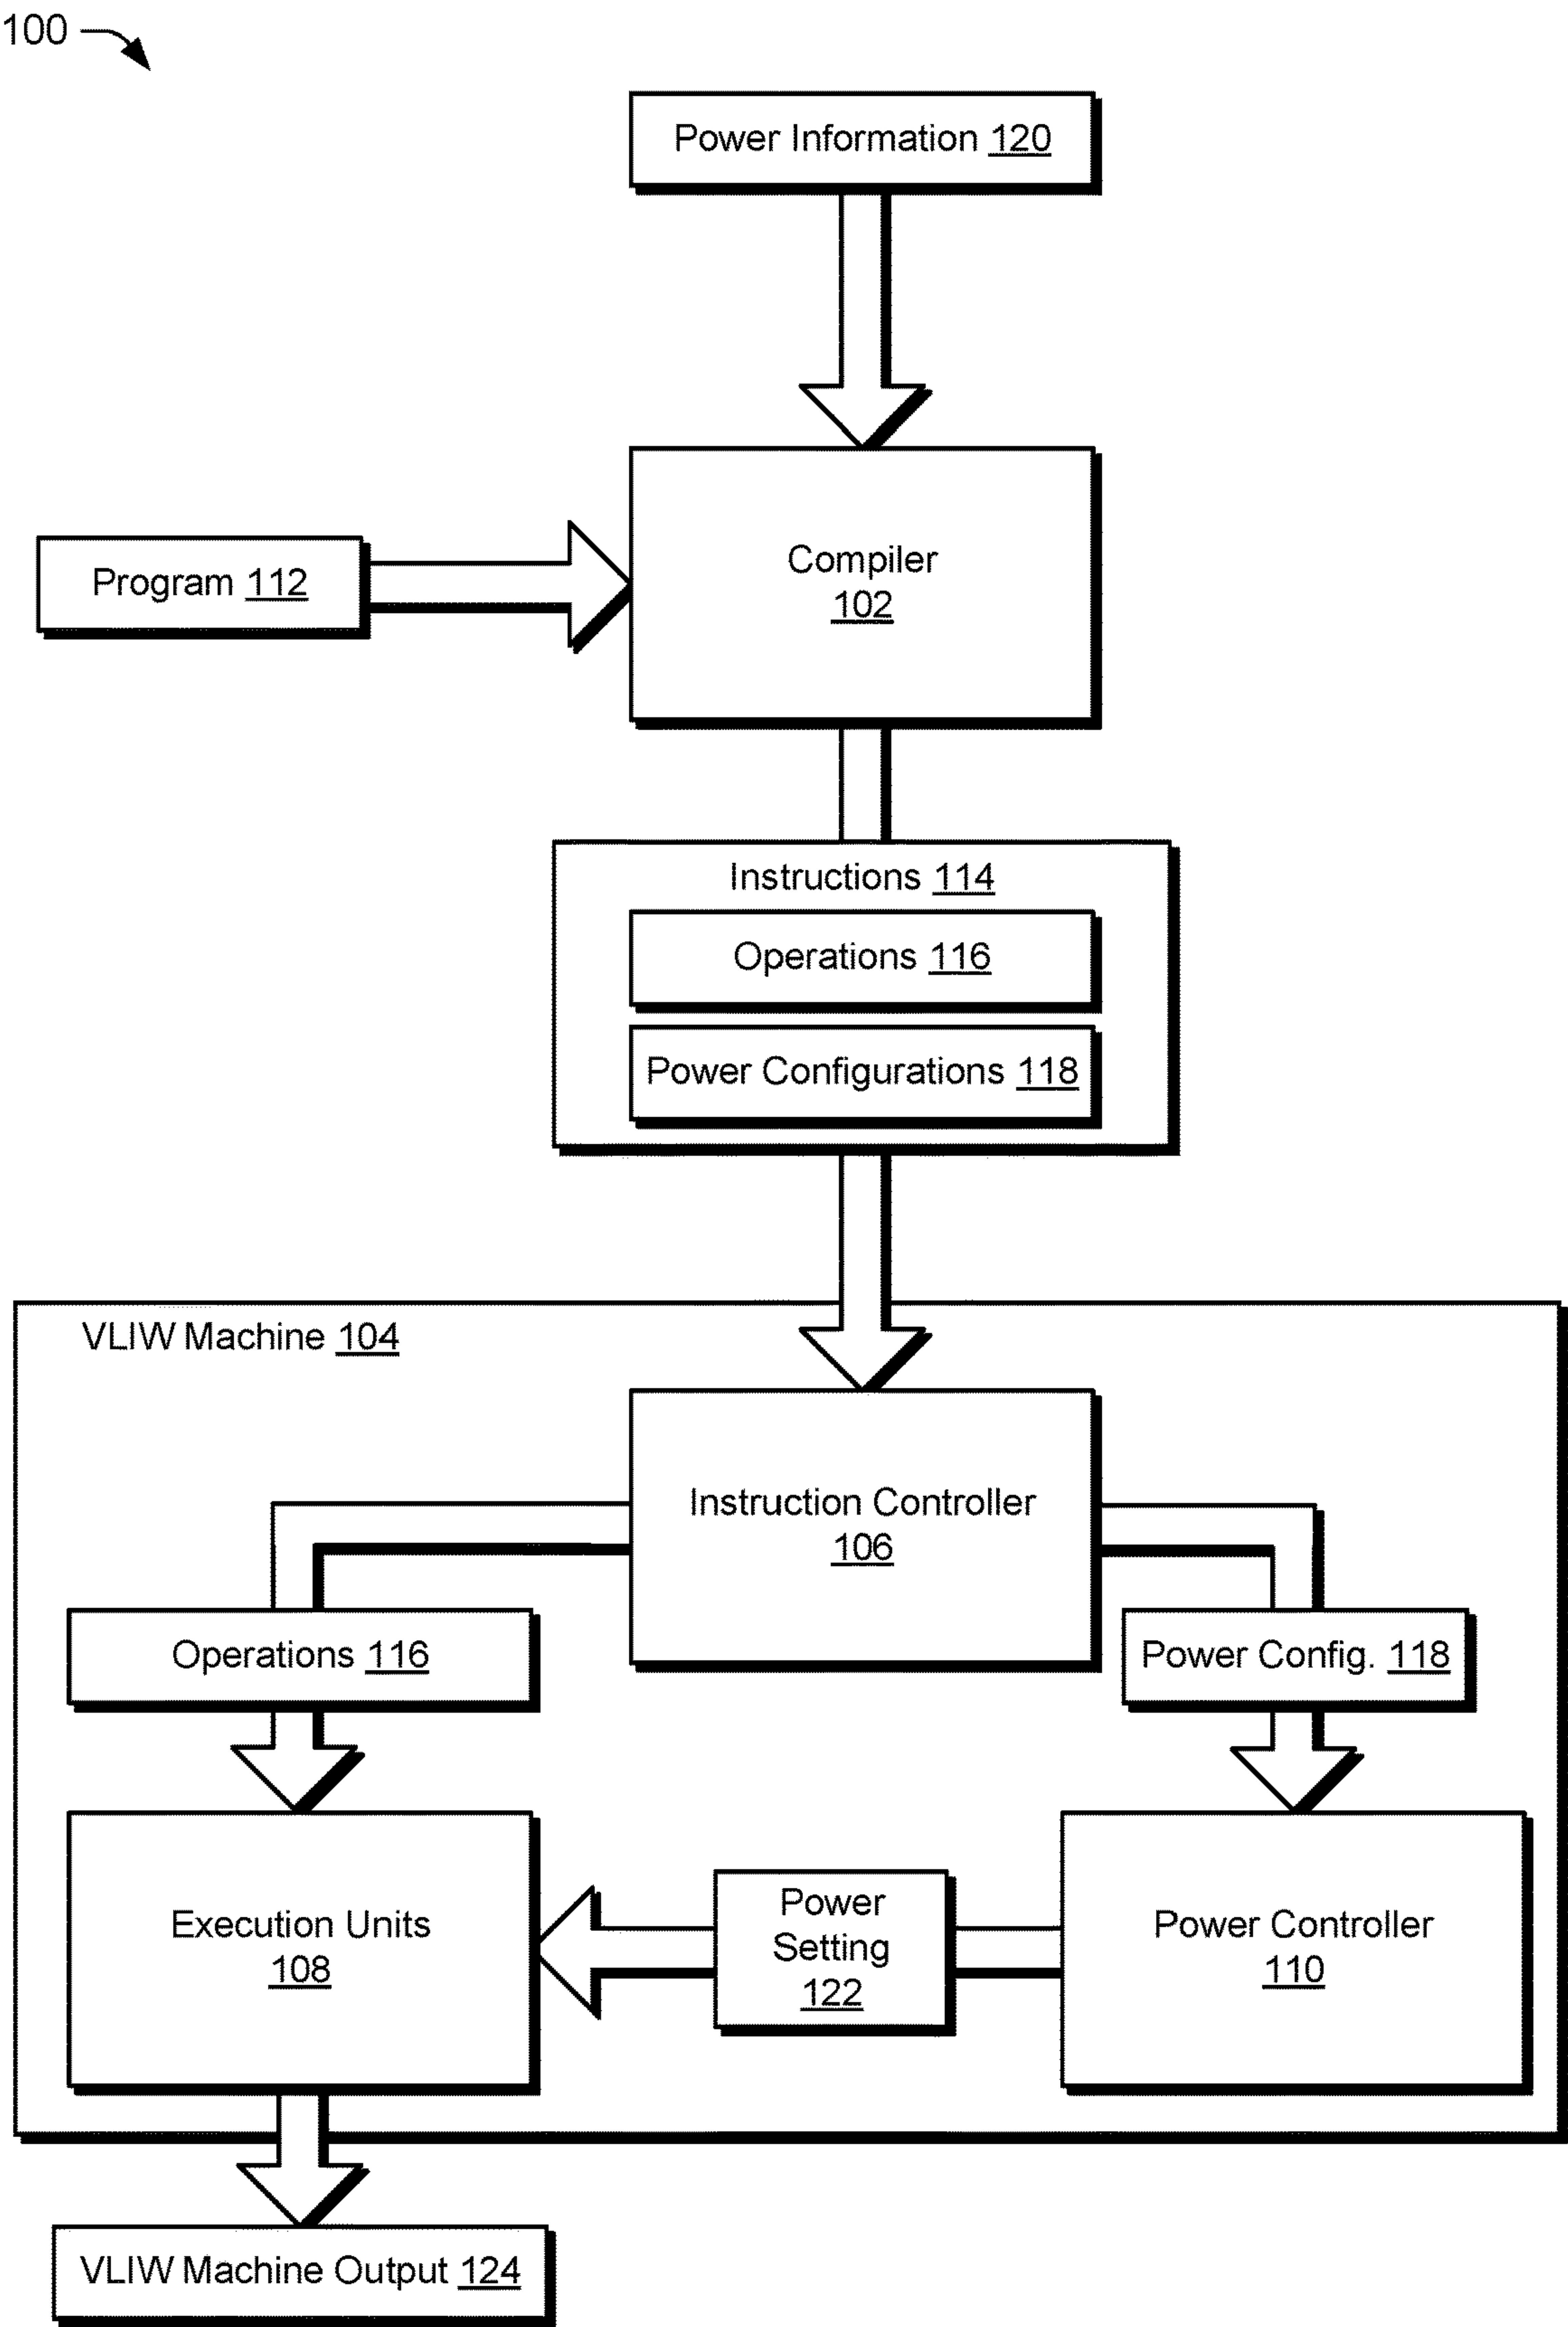 100
Power Information 120
Compiler
102
Program 112
Instructions 114
Operations 116
Power Configurations 118
VLIW Machine 104
Instruction Controller
106
Operations 116
Power Config. 118
Execution Units
108
Power
Setting
122
Power Controller
110
VLIW Machine Output 124